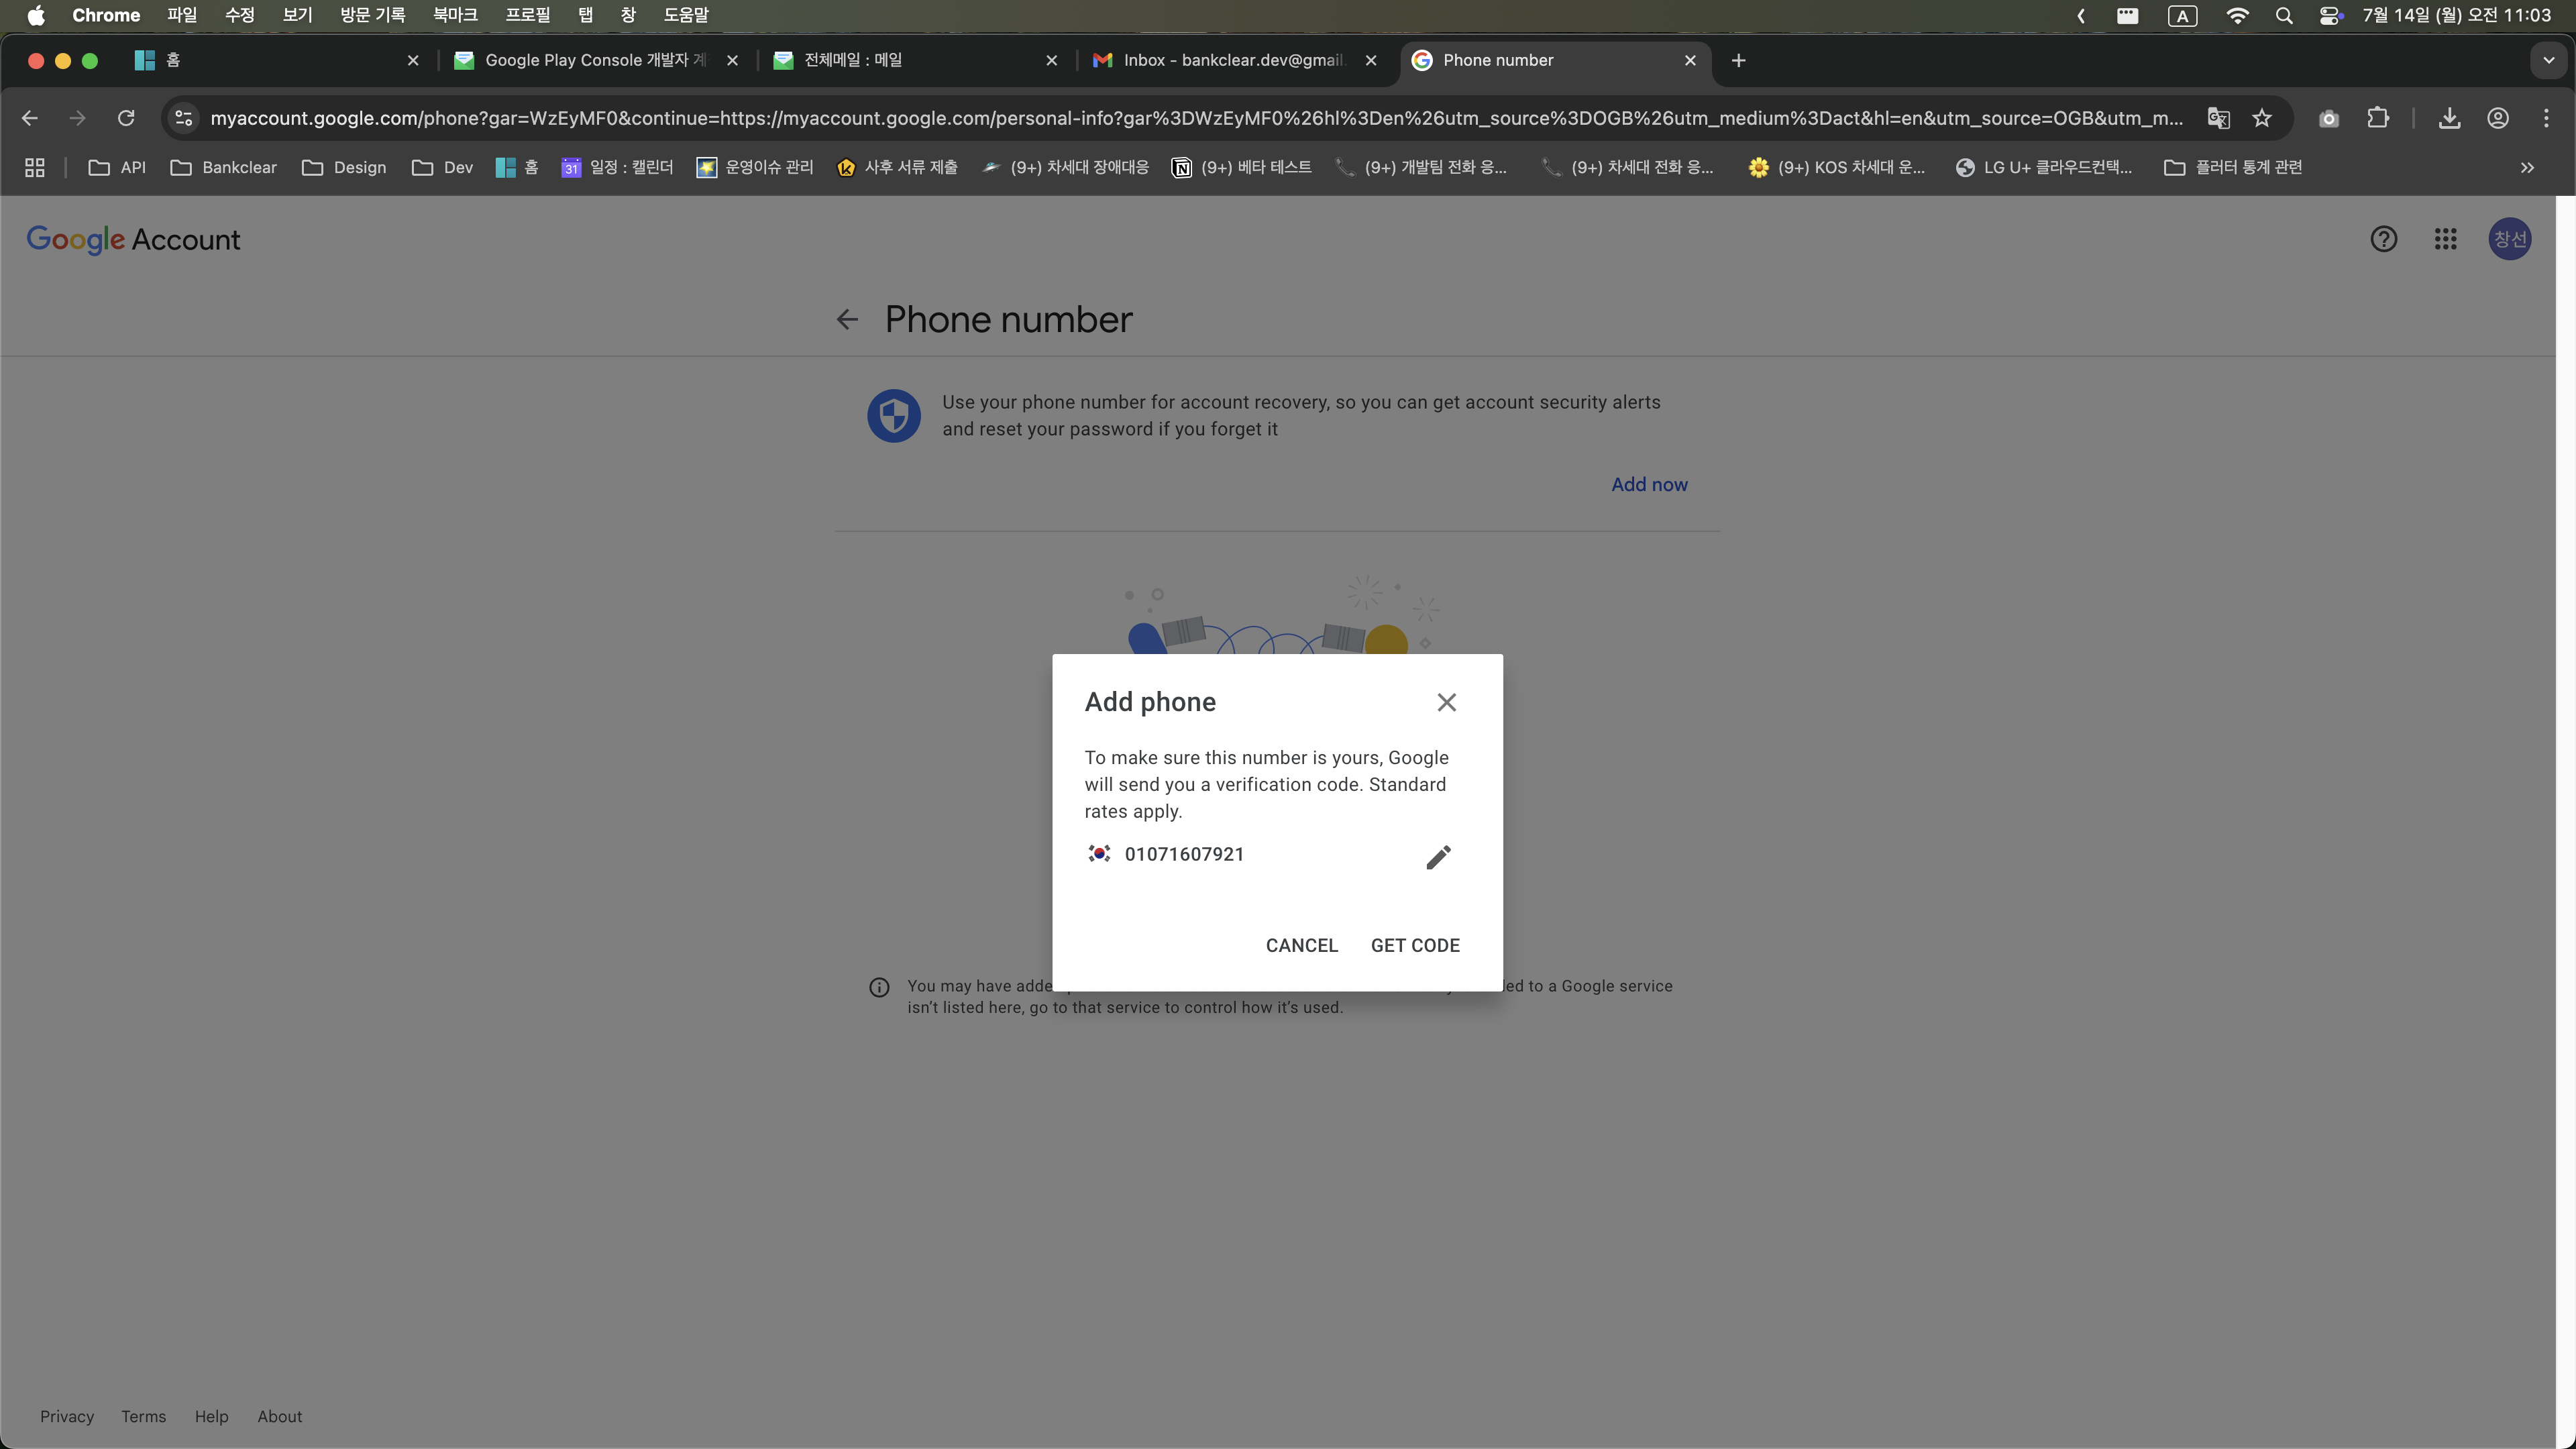 Chrome 파일 수정 보기 방문 기록 북마크 프로필 탭 창 도움말 A 7월 14일 (월) 오전 11:03
홈 Google Play Console 개발자 계 전체메일 : 메일 Inbox - bankclear.dev@gmail. Phone number
myaccount.google.com/phone?gar=WzEyMF0&continue=https://myaccount.google.com/personal-info?gar%3DWzEyMF0%26hl%3Den%26utm_source%3DOGB%26utm_medium%3Dact&hl=en&utm_source=OGB&utm_m...
API Bankclear Design Dev 홈 31 일정 : 캘린더 운영이슈 관리 사후 서류 제출 (9+) 차세대 장애대응 (9+) 베타 테스트 (9+) 개발팀 전화 응... (9+) 차세대 전화 응... (9+) KOS 차세대 운... LG U+ 클라우드컨택... 플러터 통계 관련
Google Account 창선
Phone number
Use your phone number for account recovery, so you can get account security alerts
and reset your password if you forget it
Add now
Add phone
To make sure this number is yours, Google
will send you a verification code. Standard
rates apply.
01071607921
CANCEL GET CODE
You may have adde led to a Google service
isn't listed here, go to that service to control how it's used.
Privacy Terms Help About